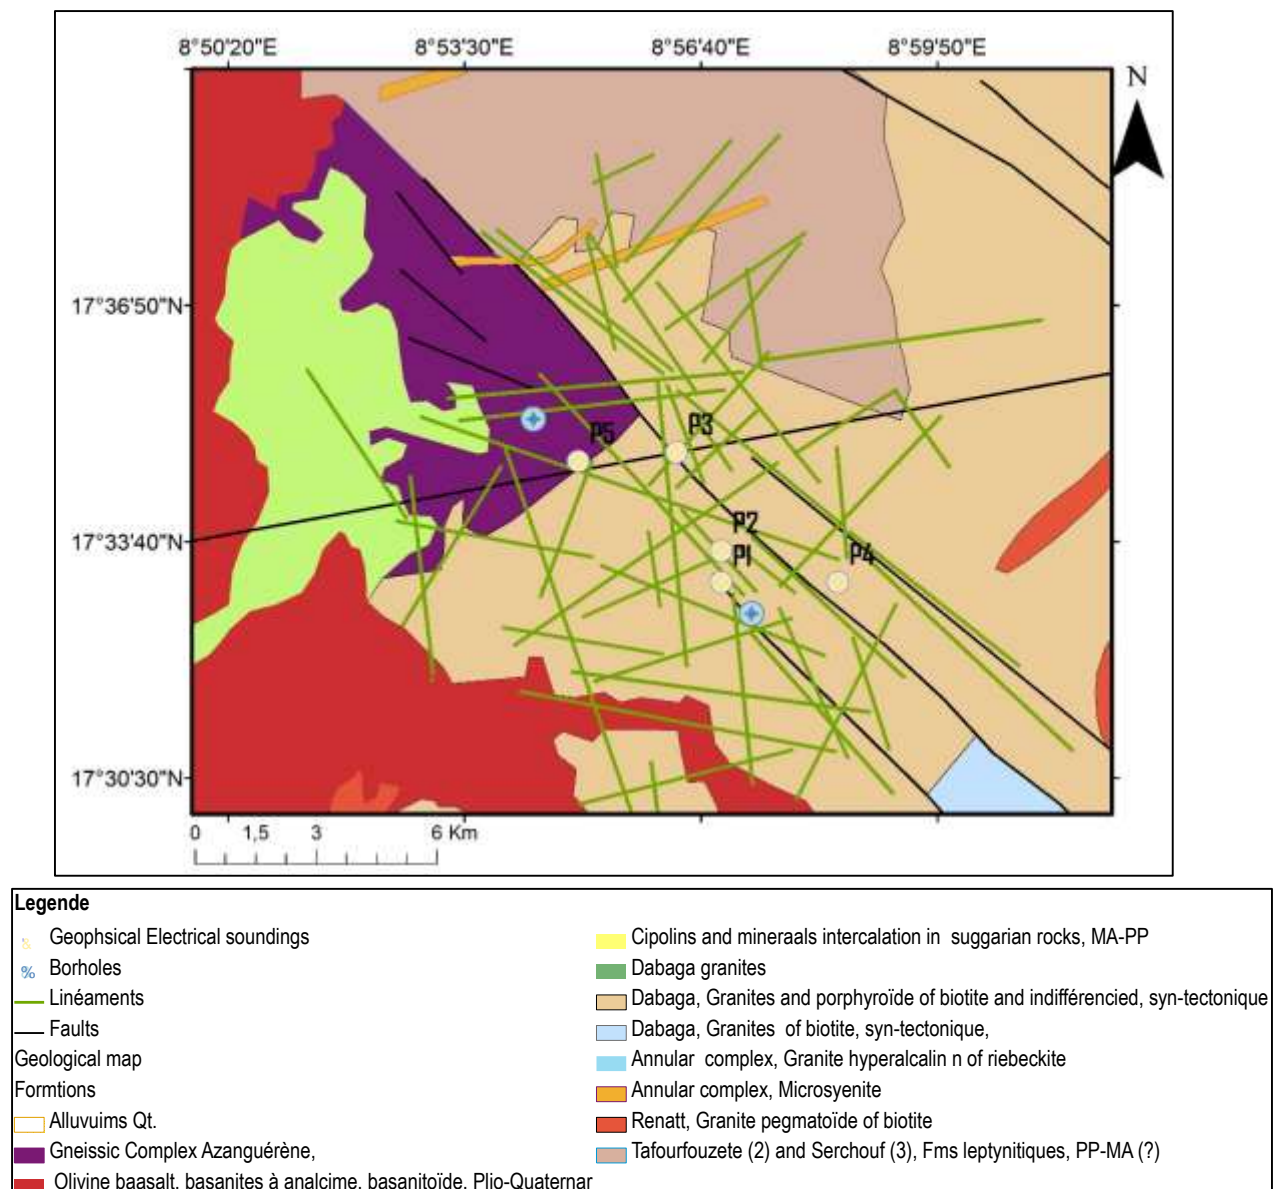 8°50'20"E 8°53'30"E 8°56'40"E 8°59'50"E
N
17°36'50"N
P5
P3
17°33'40"N
P2
P1
P4
17°30'30"N
0 1,5 3 6 Km
Legende
Geophsical Electrical soundings
% Borholes
Linéaments
Faults
Geological map
Formtions
Alluvuims Qt.
Gneissic Complex Azanguérène,
Olivine baasalt, basanites à analcime, basanitoïde, Plio-Quaternar
Cipolins and mineraals intercalation in suggarian rocks, MA-PP
Dabaga granites
Dabaga, Granites and porphyroïde of biotite and indifférencied, syn-tectonique
Dabaga, Granites of biotite, syn-tectonique,
Annular complex, Granite hyperalcalin n of riebeckite
Annular complex, Microsyenite
Renatt, Granite pegmatoïde of biotite
Tafourfouzete (2) and Serchouf (3), Fms leptynitiques, PP-MA (?)